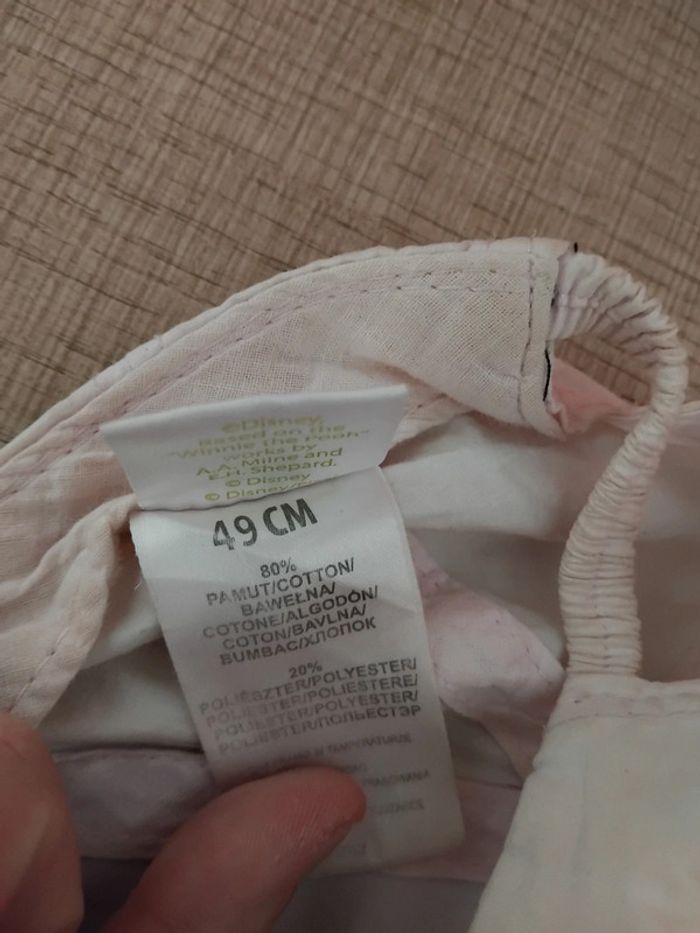 ©Disney.
Based on the
"Winnie the Pooh"
works by
A.A. Milne and
E.H. Shepard.
© Disney
© Disney/
49 CM
80%
PAMUT/COTTON/
BAWEŁNA/
COTONE/ALGODÓN/
COTON/BAVLNA/
BUMBAC/ХЛОПОК
20%
POLIÉSZTER/POLYESTER/
POLIESTER/POLIESTERE/
POLIESTER/POLYESTER/
POLIESTER/ПОЛЬЕСТЭР
W TEMPERATURZE